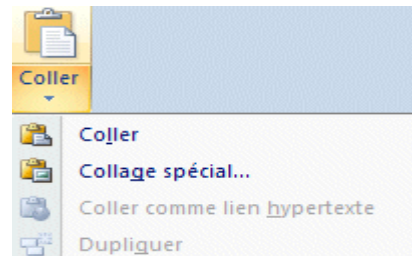 Coller
Coller
Collage spécial...
Coller comme lien hypertexte
Dupliquer